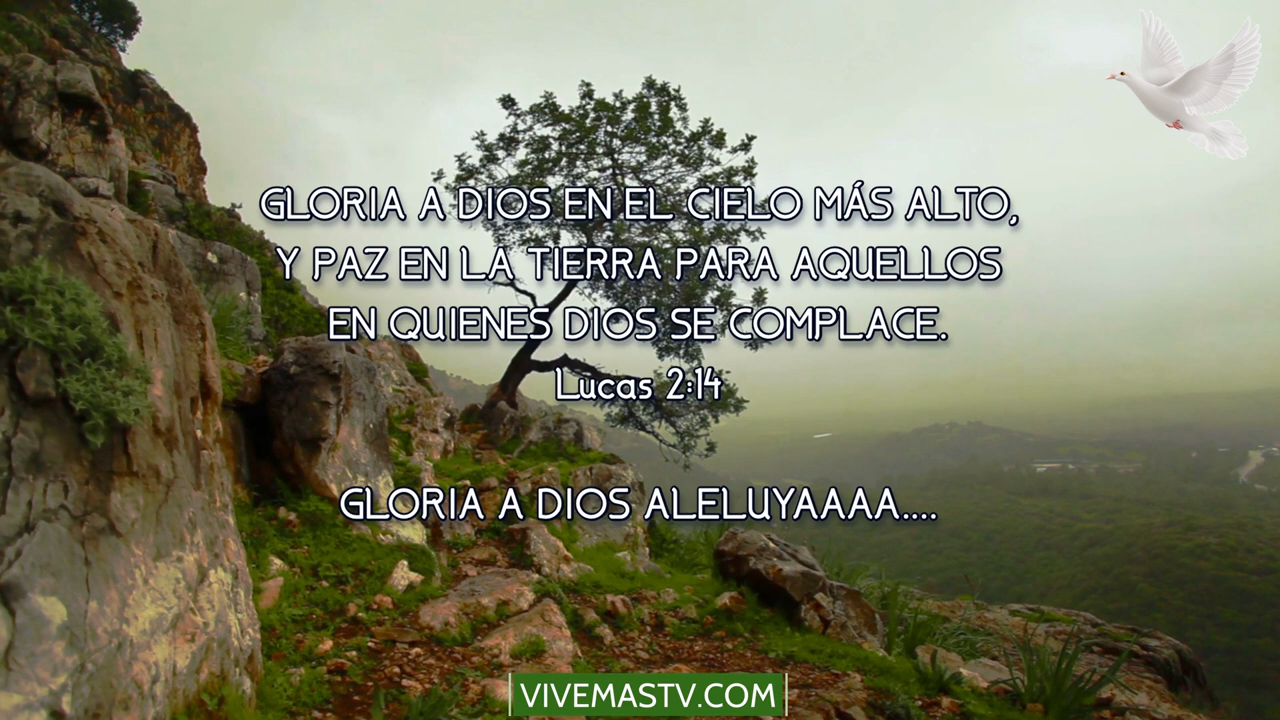 GLORIA A DIOS EN EL CIELO MÁS ALTO,
Y PAZ EN LA TIERRA PARA AQUELLOS
EN QUIENES DIOS SE COMPLACE.
Lucas 2:14
GLORIA A DIOS ALELUYAAAA....
VIVEMASTV.COM